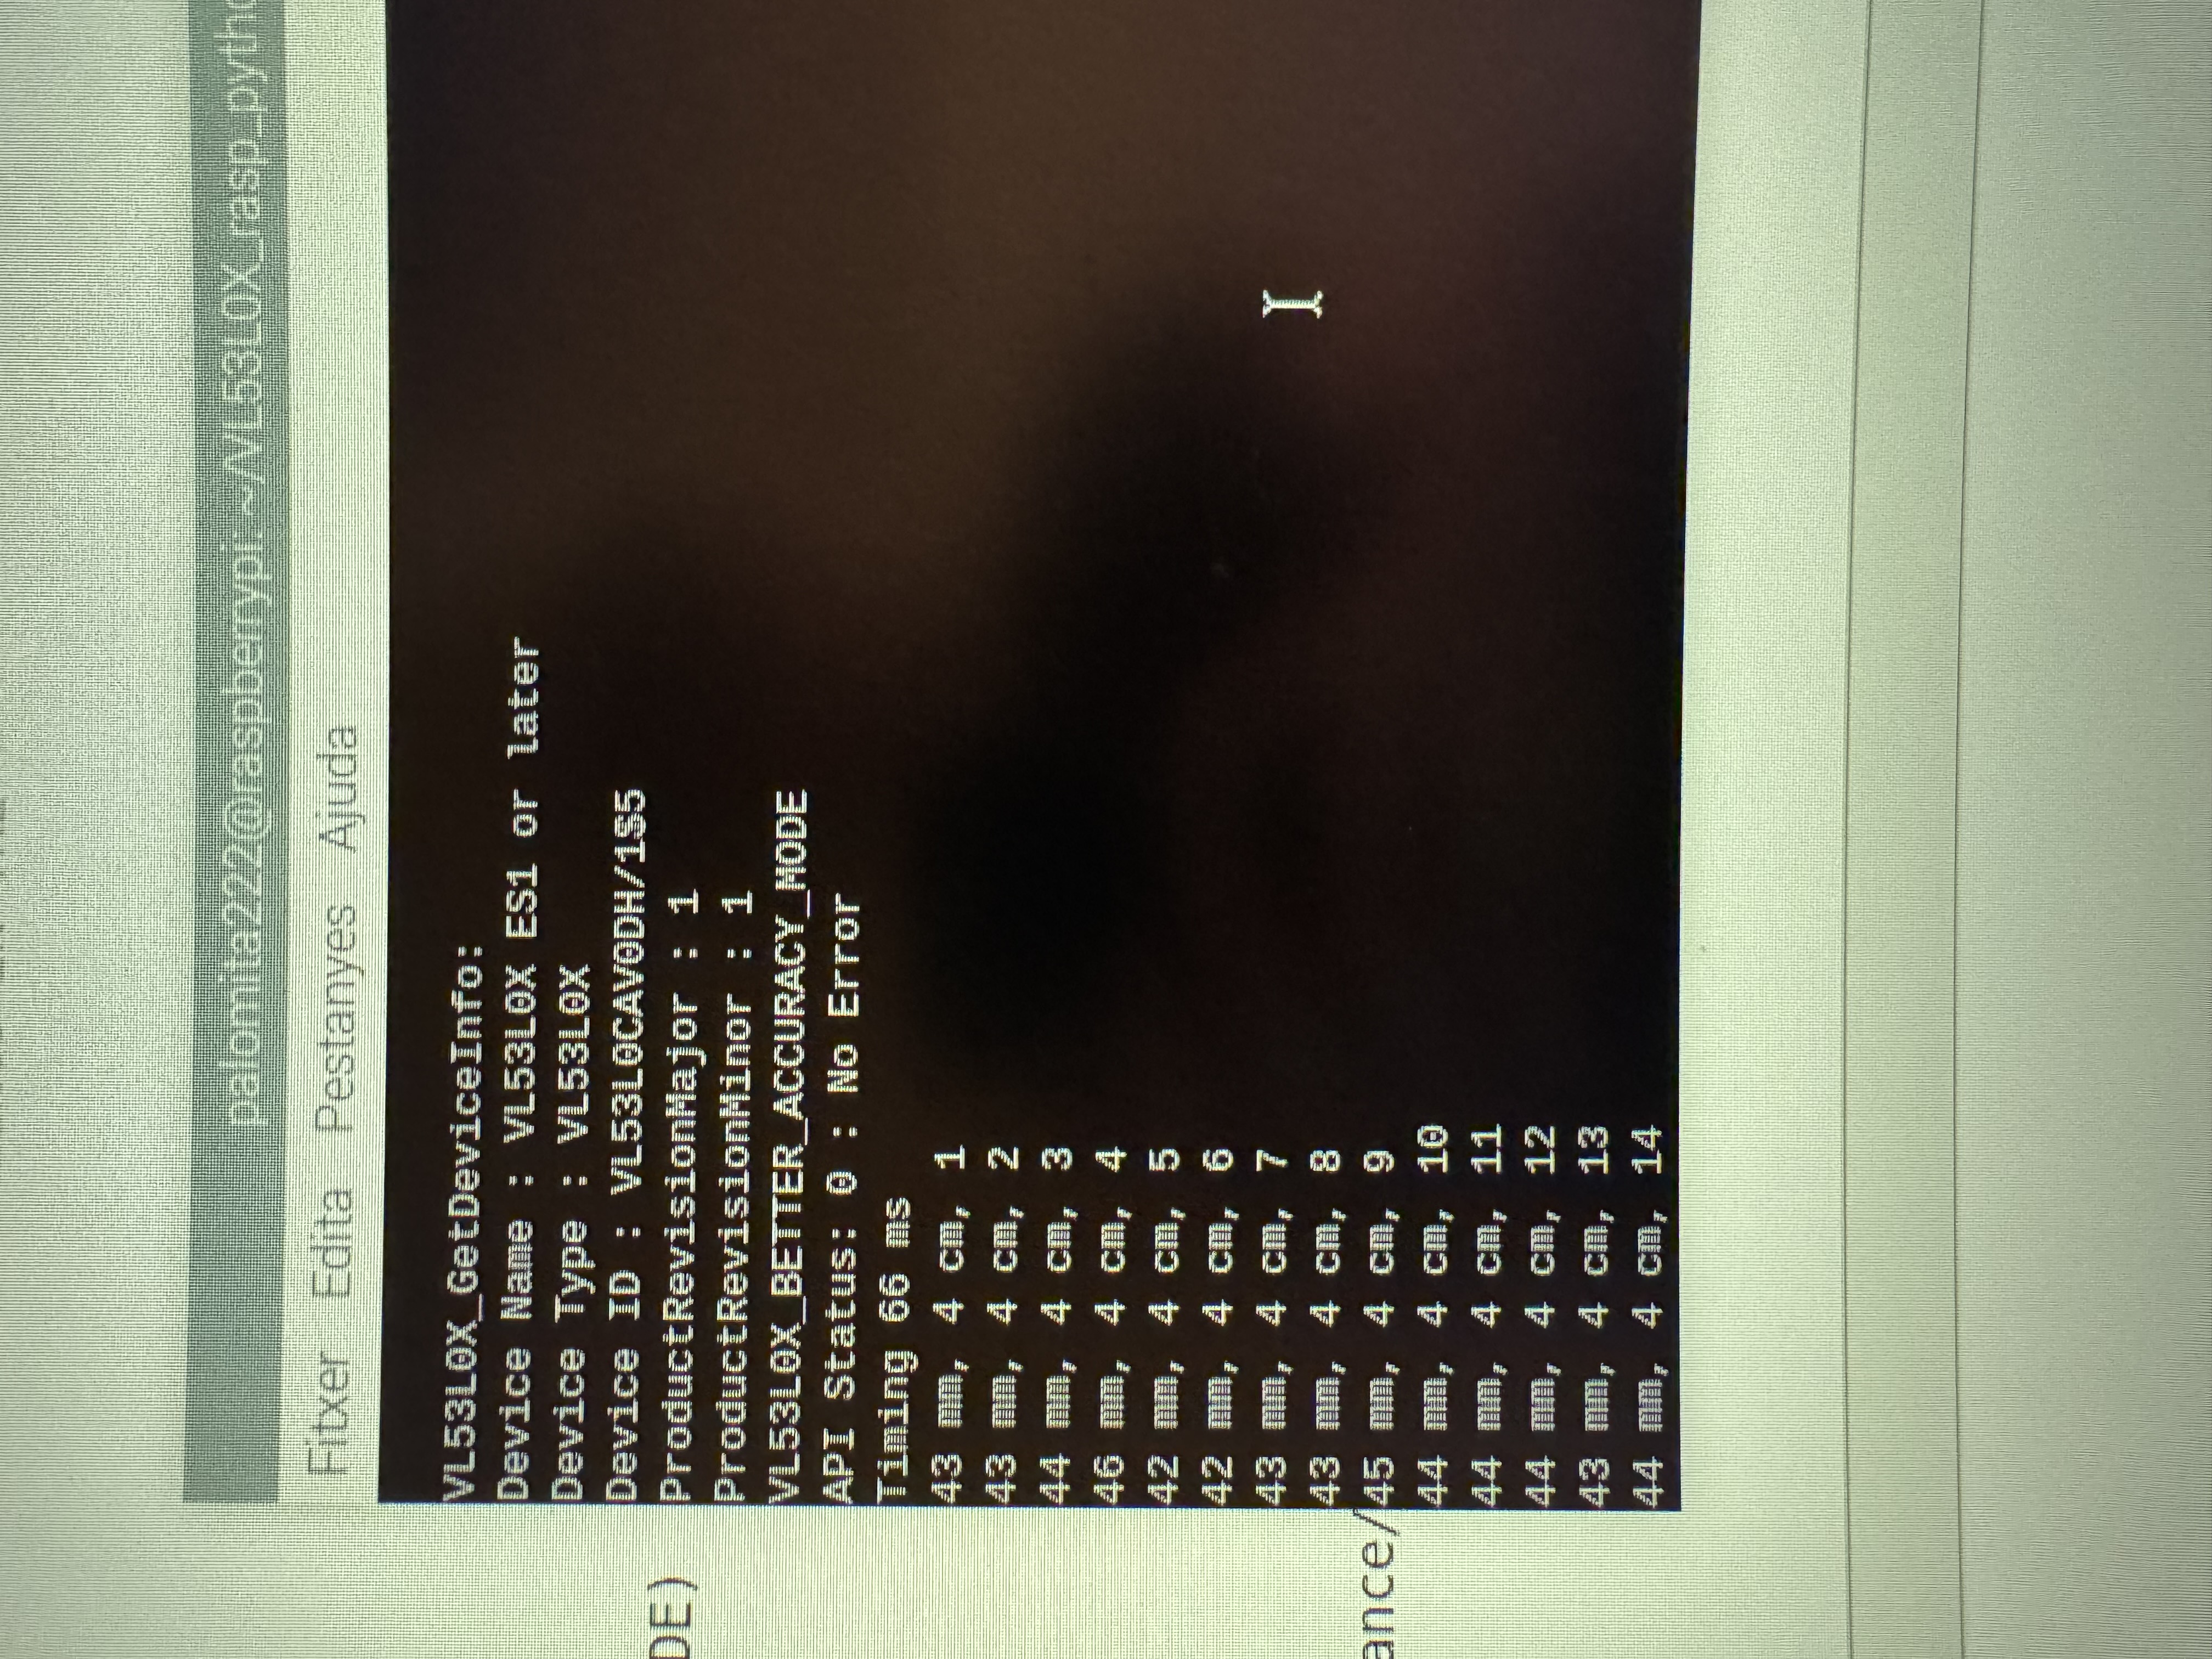 palomita222@raspberrypi: ~/VL53L0X_rasp_pytho
Fitxer Edita Pestanyes Ajuda
VL53L0X_GetDeviceInfo:
Device Name : VL53L0X ES1 or later
Device Type : VL53L0X
Device ID : VL53L0CAV0DH/1$5
DE)
ProductRevisionMajor : 1
ProductRevisionMinor : 1
VL53L0X_BETTER_ACCURACY_MODE
API Status: 0 : No Error
Timing 66 ms
43 mm, 4 cm, 1
43 mm, 4 cm, 2
44 mm, 4 cm, 3
46 mm, 4 cm, 4
42 mm, 4 cm, 5
42 mm, 4 cm, 6
43 mm, 4 cm, 7
43 mm, 4 cm, 8
ance/
45 mm, 4 cm, 9
44 mm, 4 cm, 10
44 mm, 4 cm, 11
44 mm, 4 cm, 12
43 mm, 4 cm, 13
44 mm, 4 cm, 14